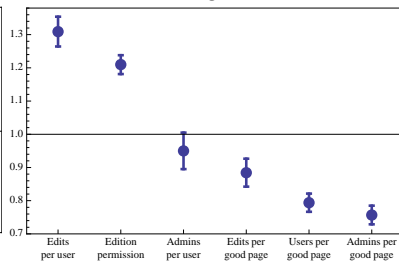 1.3
1.2
1.1
1.0
0.9
0.8
0.7
Edits per user
Edition permission
Admins per user
Edits per good page
Users per good page
Admins per good page